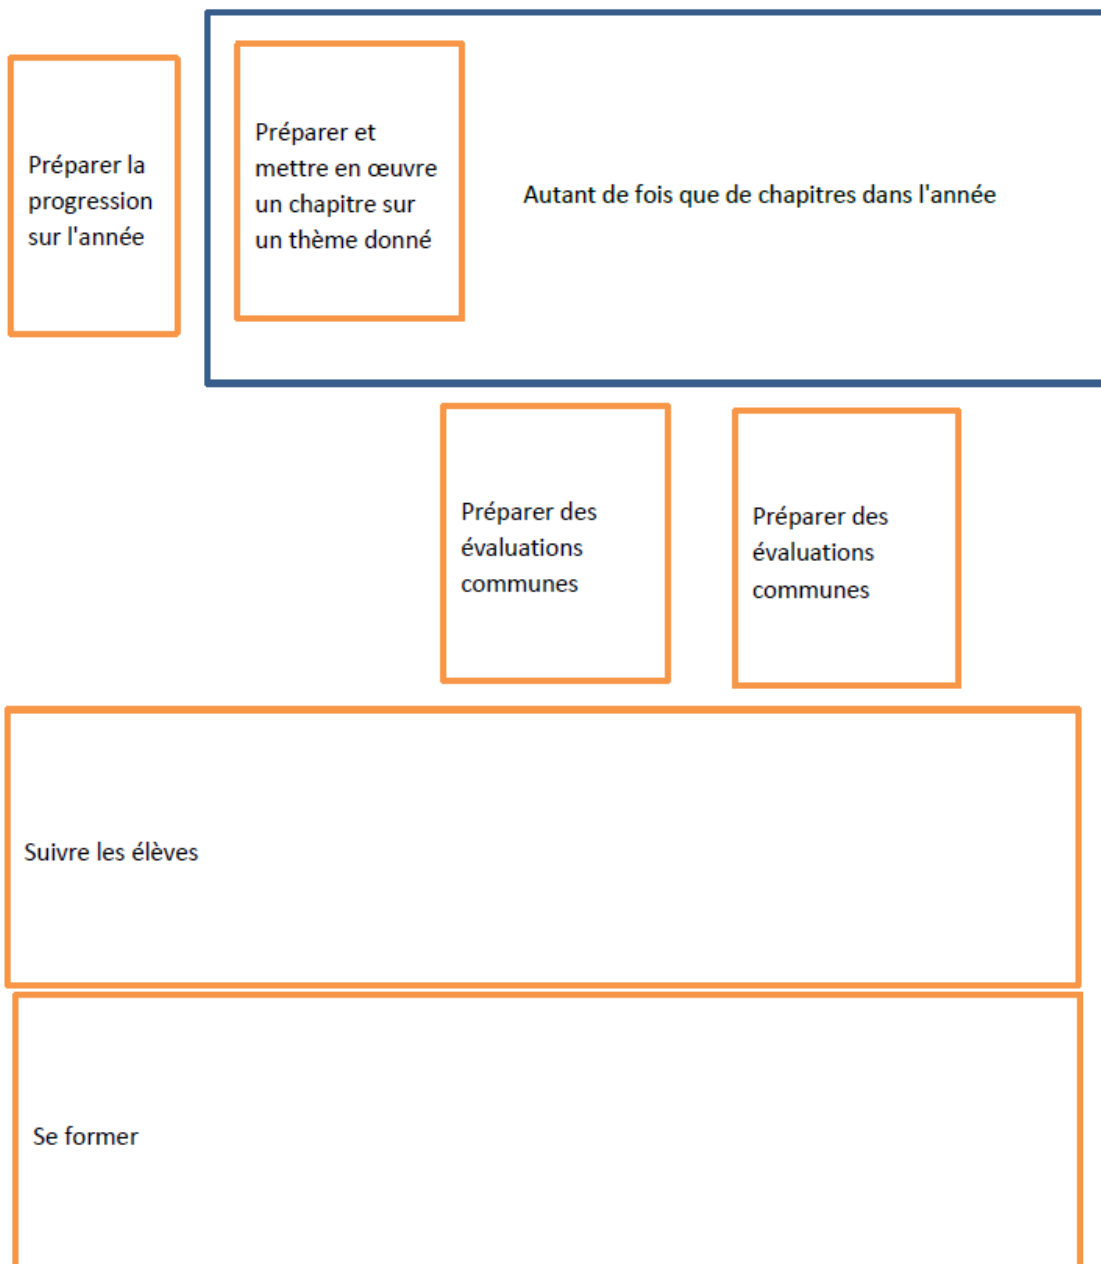 Préparer la
progression
sur l'année
Préparer et
mettre en œuvre
un chapitre sur
un thème donné
Autant de fois que de chapitres dans l'année
Préparer des
évaluations
communes
Préparer des
évaluations
communes
Suivre les élèves
Se former